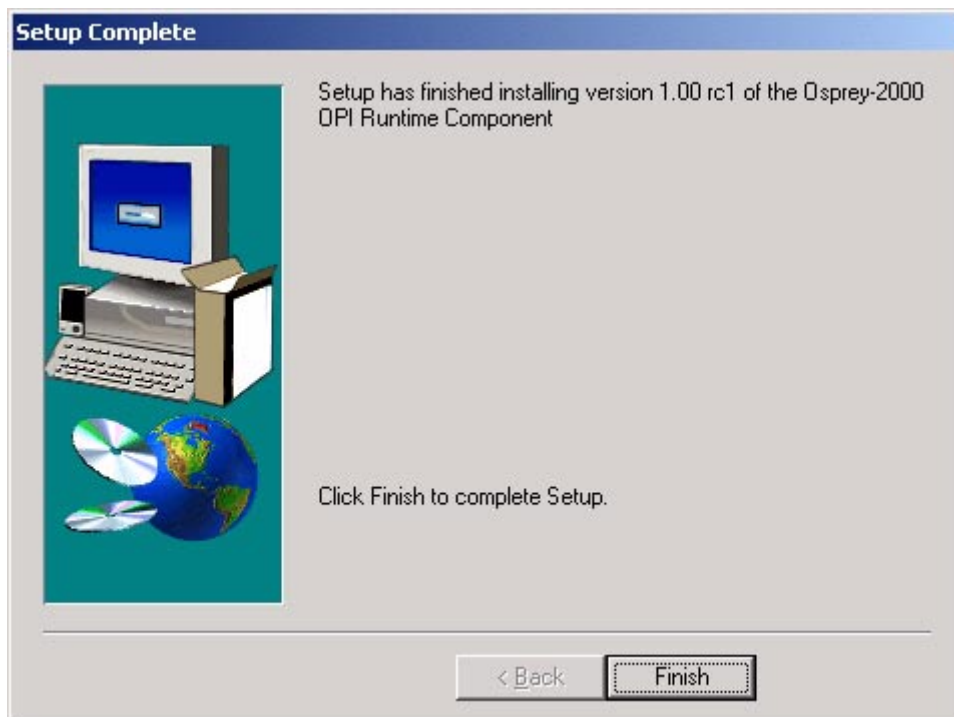 Setup Complete
Setup has finished installing version 1.00 rc1 of the Osprey-2000
OPI Runtime Component
Click Finish to complete Setup.
< Back
Finish